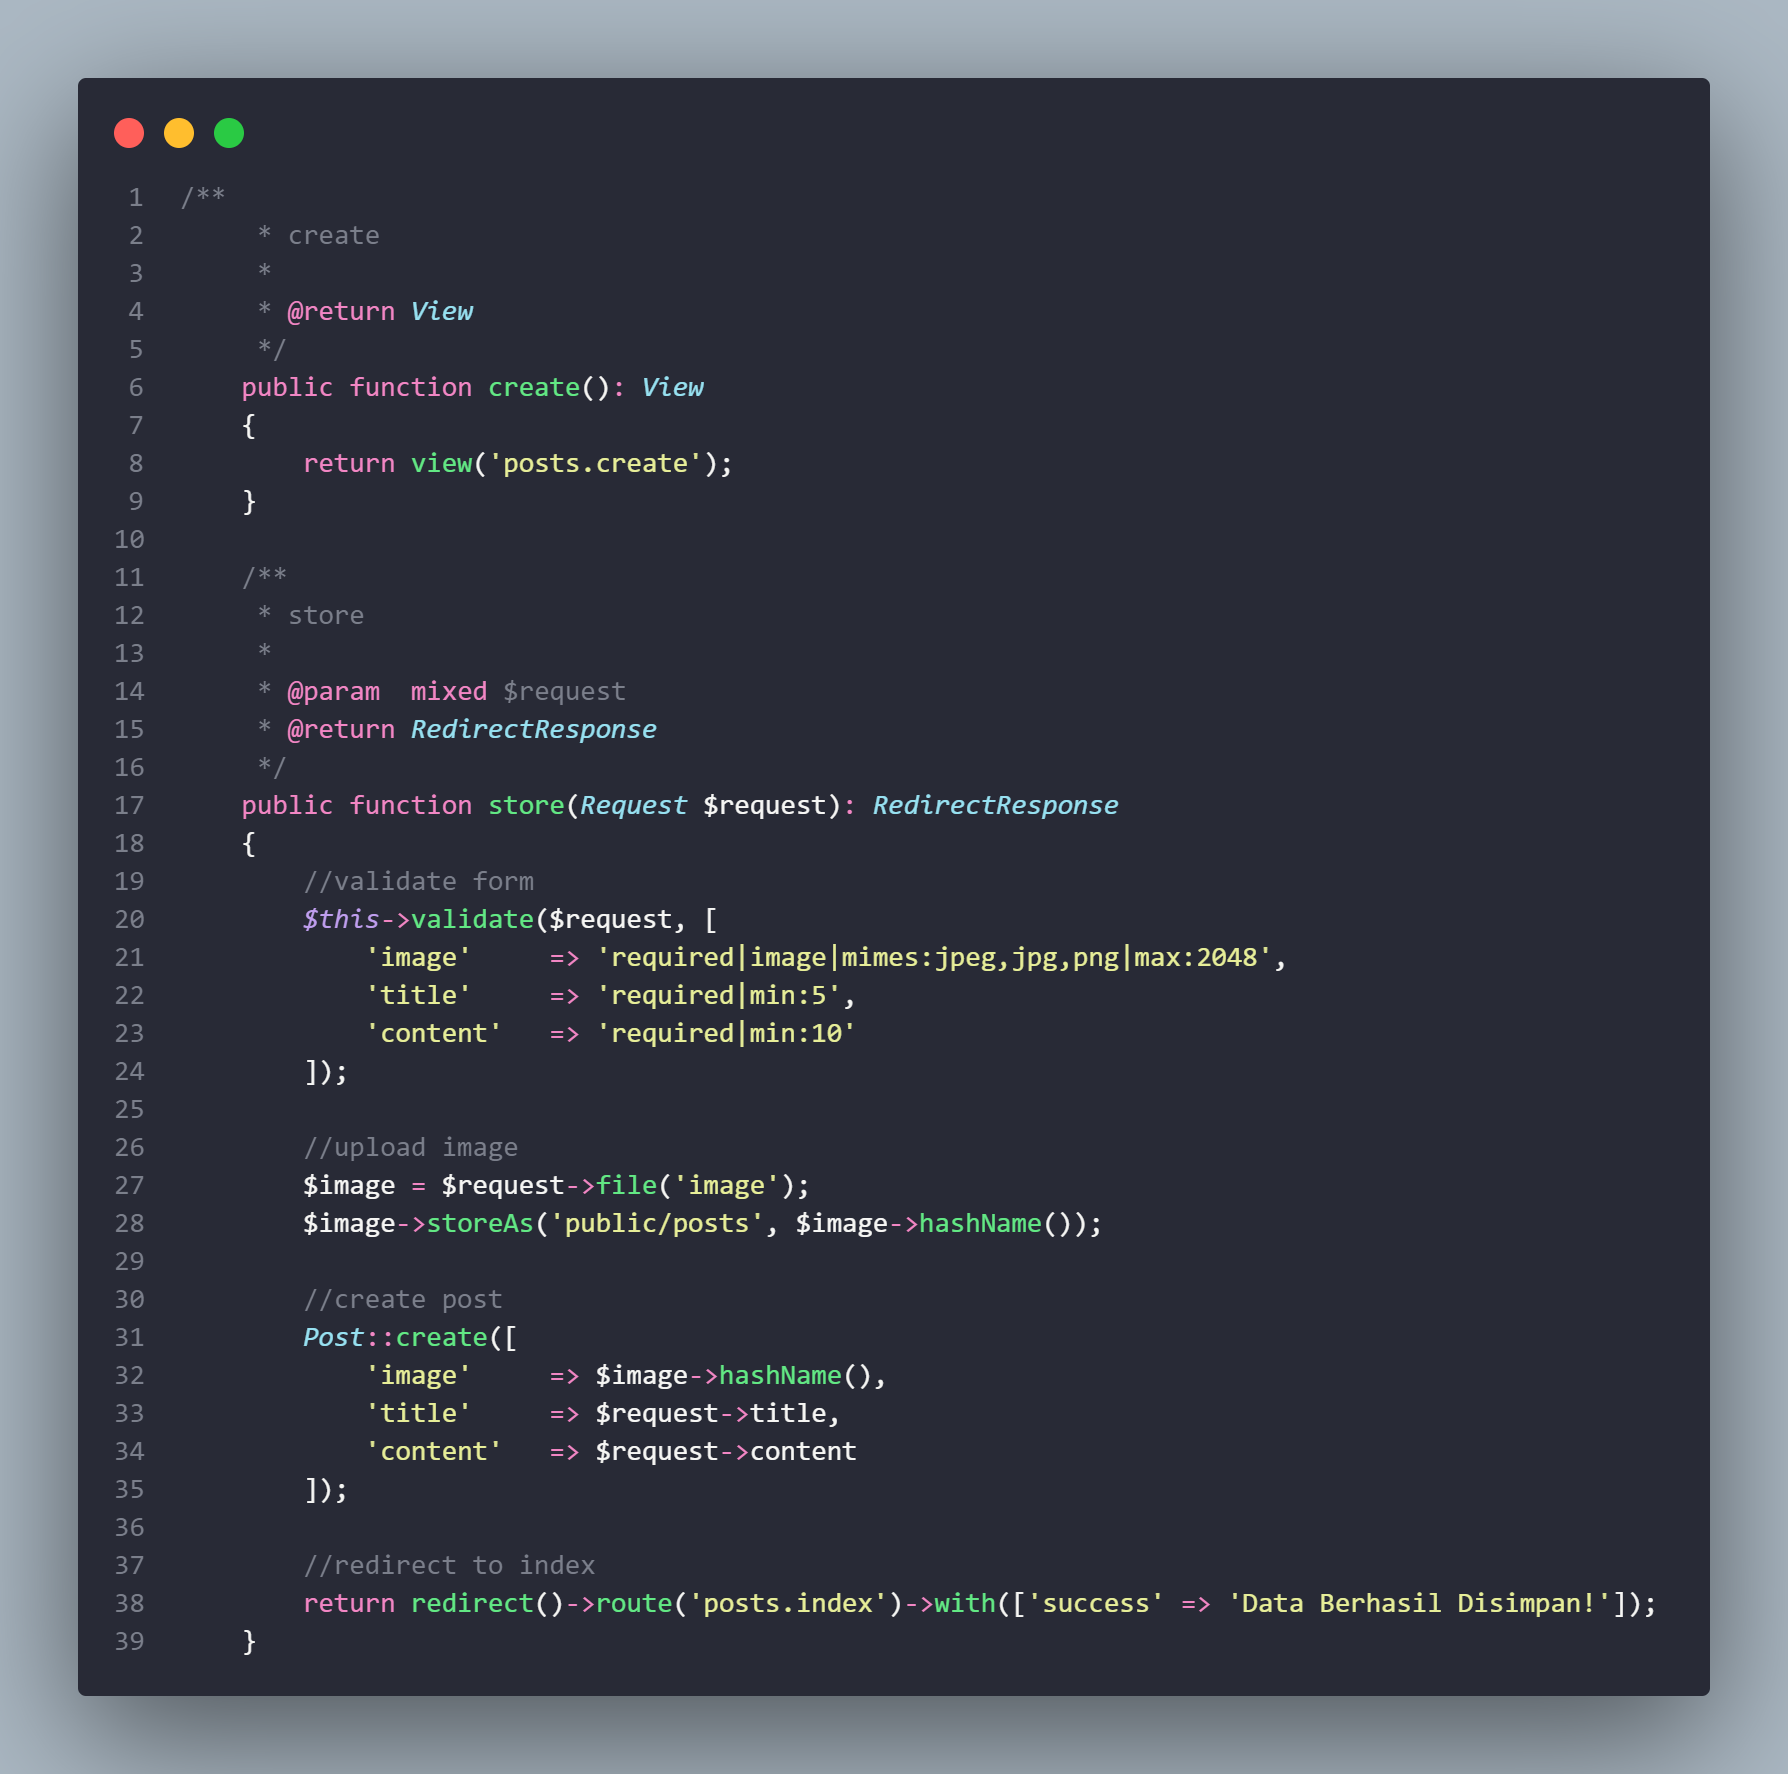 1 /**
2      * create
3      *
4      * @return View
5      */
6     public function create(): View
7     {
8         return view('posts.create');
9     }
10
11     /**
12      * store
13      *
14      * @param  mixed $request
15      * @return RedirectResponse
16      */
17     public function store(Request $request): RedirectResponse
18     {
19         //validate form
20         $this->validate($request, [
21             'image'     => 'required|image|mimes:jpeg,jpg,png|max:2048',
22             'title'     => 'required|min:5',
23             'content'   => 'required|min:10'
24         ]);
25
26         //upload image
27         $image = $request->file('image');
28         $image->storeAs('public/posts', $image->hashName());
29
30         //create post
31         Post::create([
32             'image'     => $image->hashName(),
33             'title'     => $request->title,
34             'content'   => $request->content
35         ]);
36
37         //redirect to index
38         return redirect()->route('posts.index')->with(['success' => 'Data Berhasil Disimpan!']);
39     }